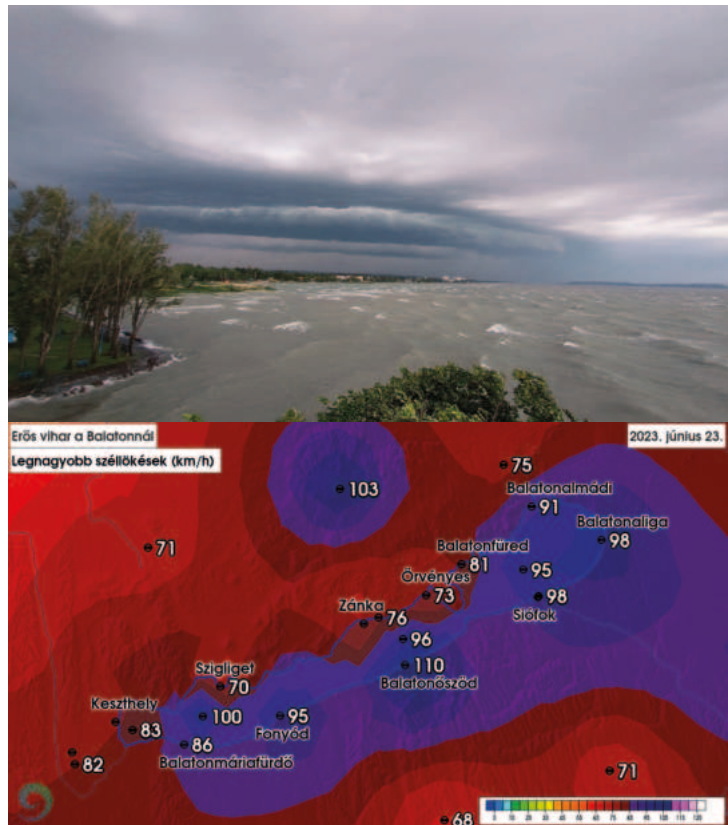 Erős vihar a Balatonnál
2023. június 23.
Legnagyobb széllökések (km/h)
75
103
Balatonalmádi
91
Balatonaliga
98
71
Balatonfüred
81
95
Örvényes
73
98
Siófok
Zánka
76
96
110
Balatonőszöd
Szigliget
70
Keszthely
83
100
95
Fonyód
86
Balatonmáriafürdő
82
71
68